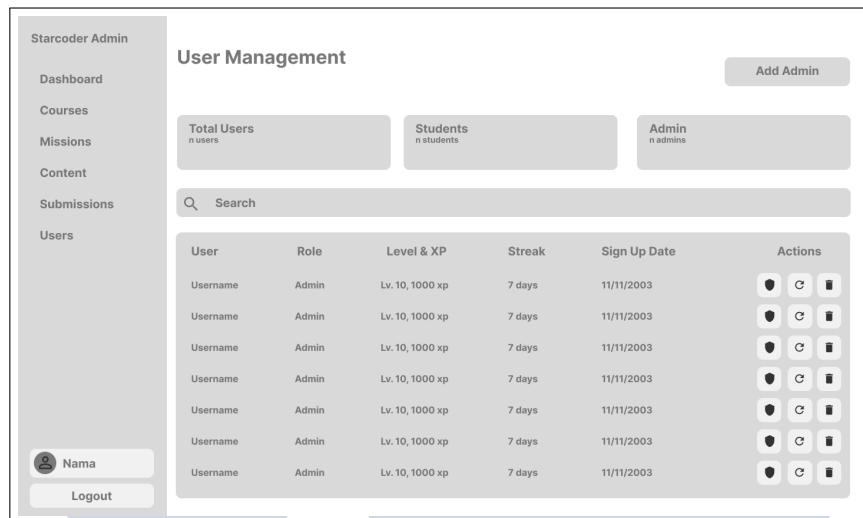 Starcoder Admin
Dashboard
Courses
Missions
Content
Submissions
Users
Nama
Logout
User Management
Add Admin
Total Users
n users
Students
n students
Admin
n admins
Search
User Role Level & XP Streak Sign Up Date Actions
Username Admin Lv. 10, 1000 xp 7 days 11/11/2003
Username Admin Lv. 10, 1000 xp 7 days 11/11/2003
Username Admin Lv. 10, 1000 xp 7 days 11/11/2003
Username Admin Lv. 10, 1000 xp 7 days 11/11/2003
Username Admin Lv. 10, 1000 xp 7 days 11/11/2003
Username Admin Lv. 10, 1000 xp 7 days 11/11/2003
Username Admin Lv. 10, 1000 xp 7 days 11/11/2003